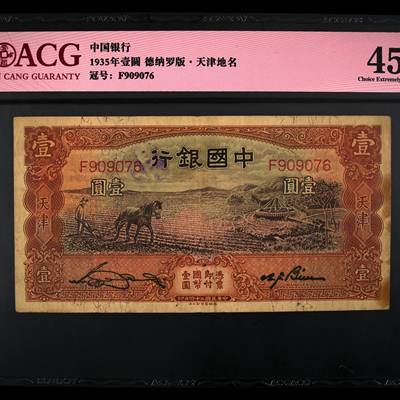 ACG
CANG GUARANTY
中国银行
1935年壹圆 德纳罗版·天津地名
冠号: F909076
45
Choice Extremely
壹 行銀國中 壹
F909076 F909076
圓 壹 圓 壹
天津 天津
憑票即付
國幣壹圓
壹 壹